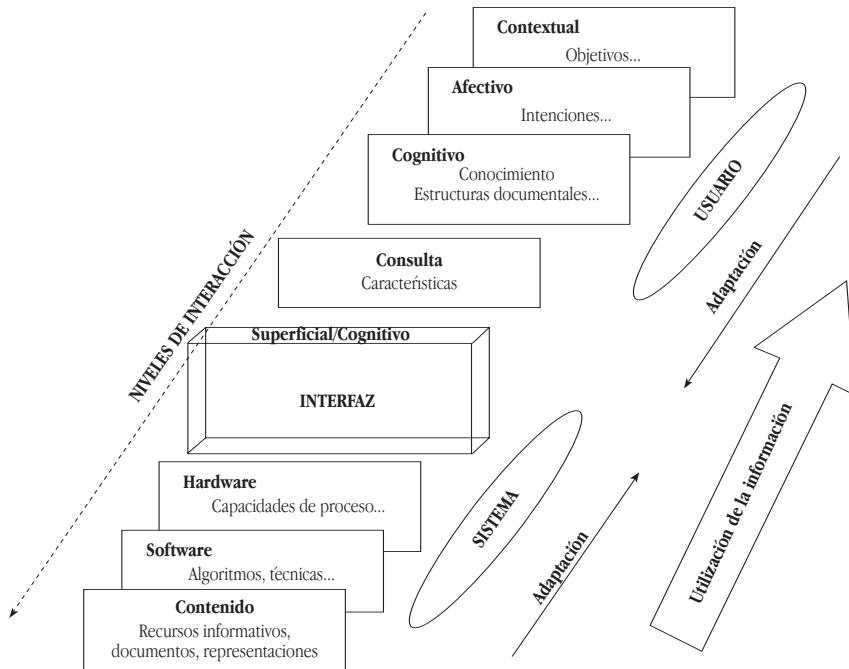 Contextual
Objetivos...
Afectivo
Intenciones...
Cognitivo
Conocimiento
Estructuras documentales...
USUARIO
Adaptación
NIVELES DE INTERACCIÓN
Consulta
Características
Superficial/Cognitivo
INTERFAZ
Hardware
Capacidades de proceso...
Software
Algoritmos, técnicas...
Contenido
Recursos informativos,
documentos, representaciones
SISTEMA
Adaptación
Utilización de la información